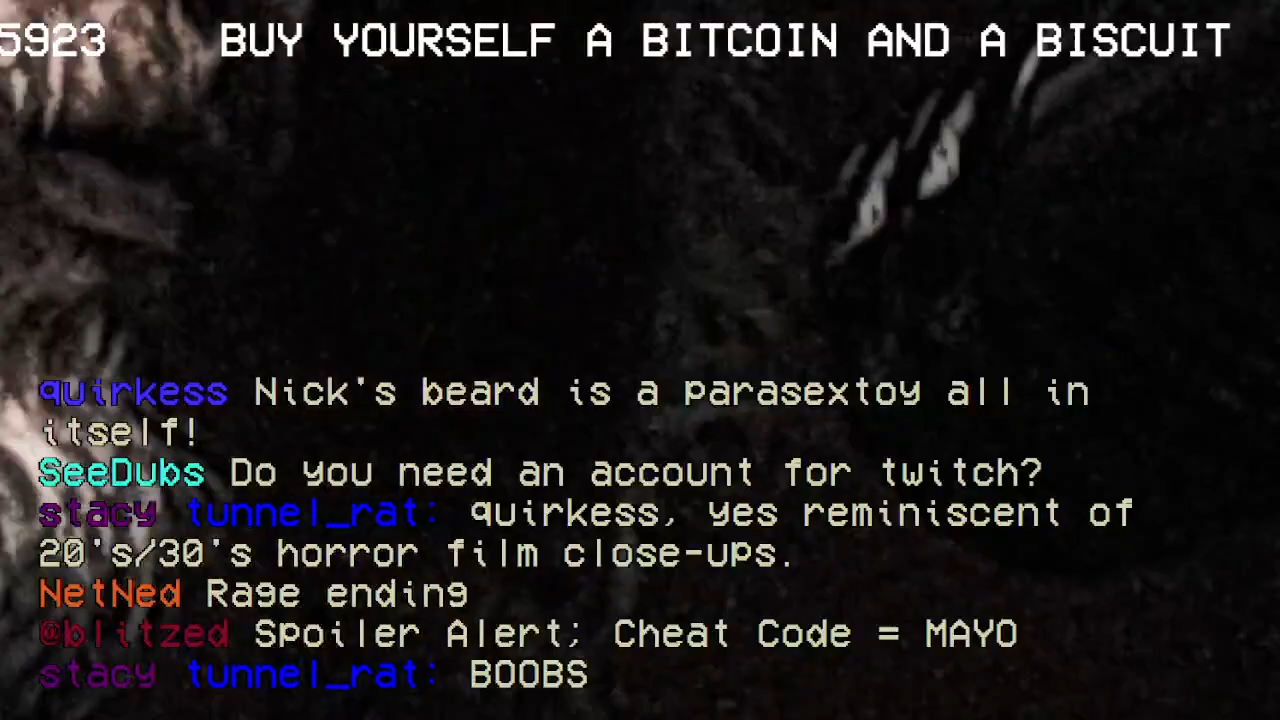 5923 BUY YOURSELF A BITCOIN AND A BISCUIT
quirkess Nick's beard is a parasextoy all in
itself!
SeeDubs Do you need an account for twitch?
stacy tunnel_rat: quirkess, yes reminiscent of
20's/30's horror film close-ups.
NetNed Rage ending
@blitzed Spoiler Alert; Cheat Code = MAYO
stacy tunnel_rat: BOOBS